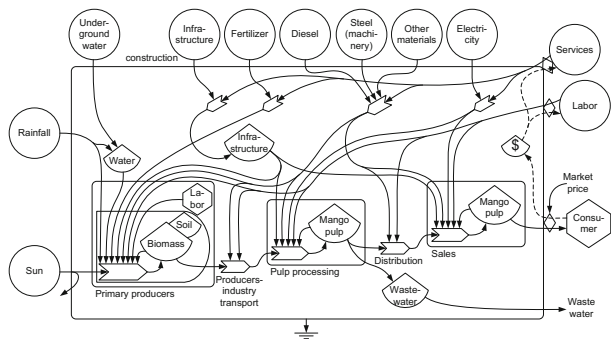 Under-
ground
water
Infra-
structure
Fertilizer
Diesel
Steel
(machi-
nery)
Other
materials
Electri-
city
Services
construction
Labor
Rainfall
Water
Infra-
structure
$
Market
price
La-
bor
Soil
Biomass
Mango
pulp
Mango
pulp
Consu-
mer
Sun
Primary producers
Producers-
industry
transport
Pulp processing
Distribution
Sales
Waste-
water
Waste
water